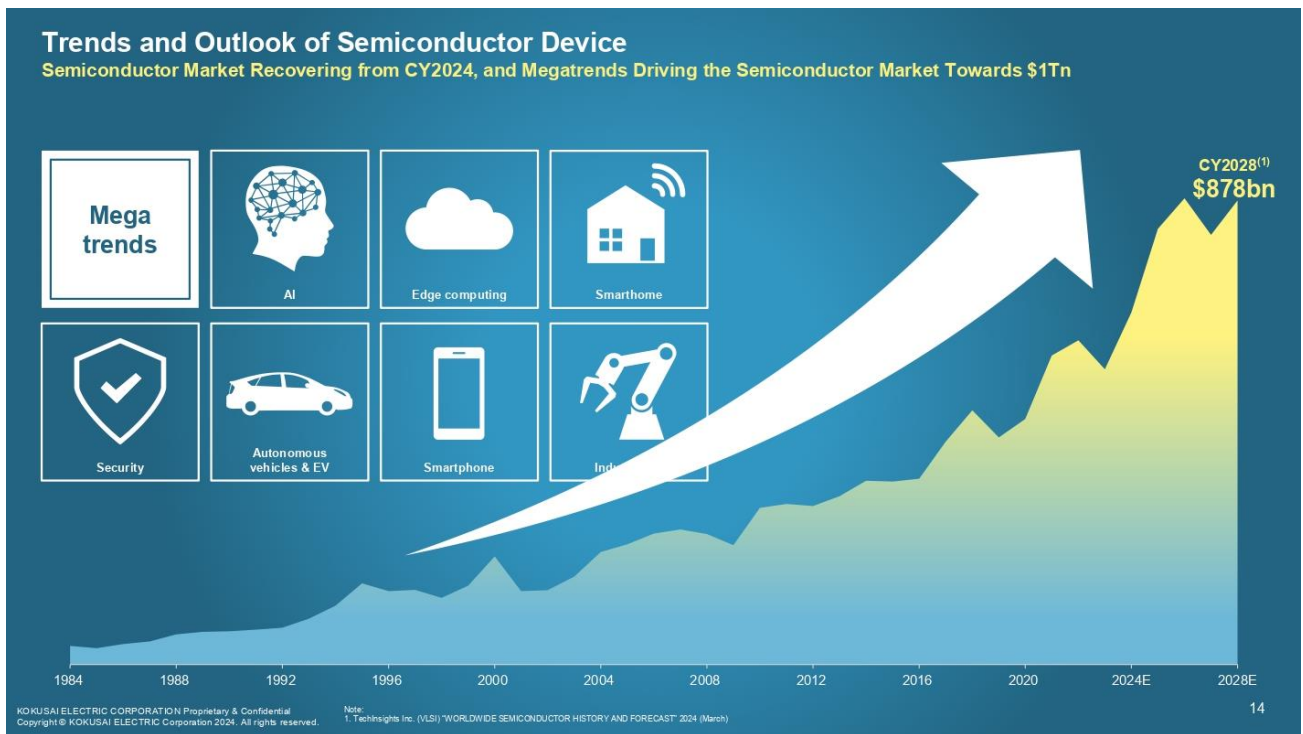 Trends and Outlook of Semiconductor Device
Semiconductor Market Recovering from CY2024, and Megatrends Driving the Semiconductor Market Towards $1Tn
Mega
trends
AI
Edge computing
Smarthome
Security
Autonomous
vehicles & EV
Smartphone
CY2028(1)
$878bn
1984
1988
1992
1996
2000
2004
2008
2012
2016
2020
2024E
2028E
KOKUSAI ELECTRIC CORPORATION Proprietary & Confidential
Copyright © KOKUSAI ELECTRIC Corporation 2024. All rights reserved.
Note:
1. TechInsights Inc. (VLSI) "WORLDWIDE SEMICONDUCTOR HISTORY AND FORECAST" 2024 (March)
14